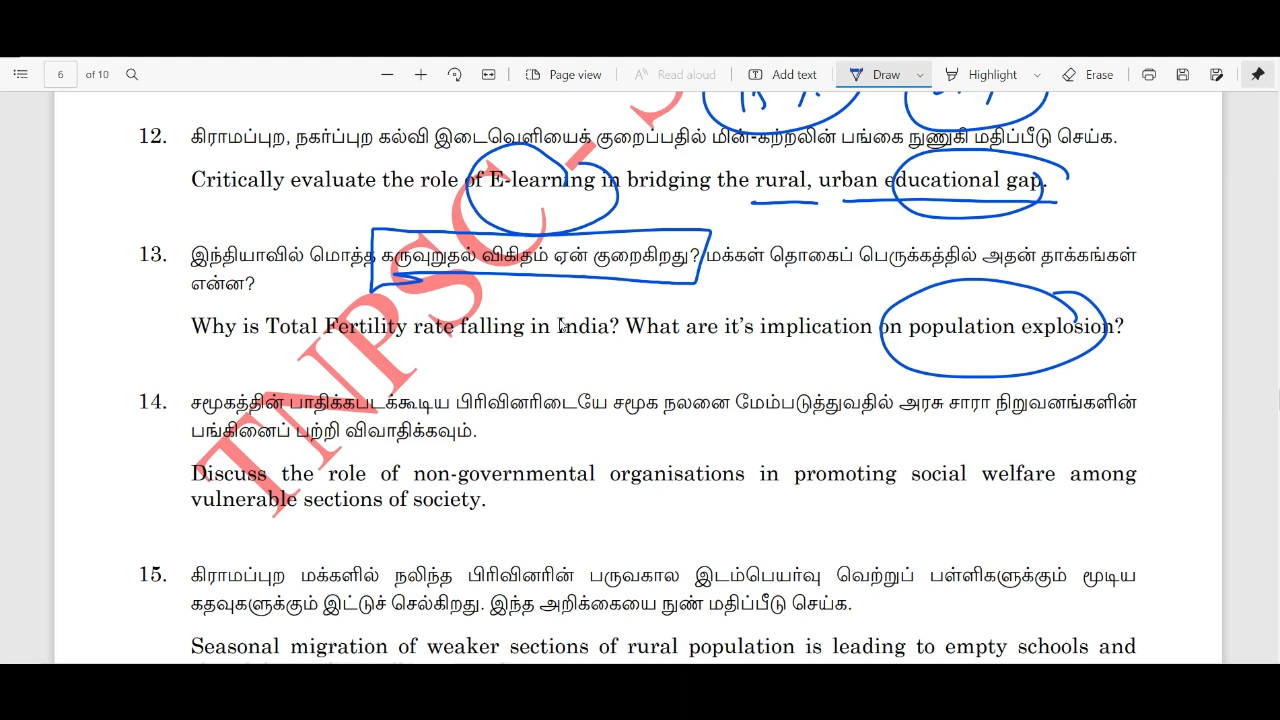 6 of 10 Page view Read aloud Add text Draw Highlight Erase
12. கிராமப்புற, நகர்ப்புற கல்வி இடைவெளியைக் குறைப்பதில் மின்-கற்றலின் பங்கை நுணுகி மதிப்பீடு செய்க.
Critically evaluate the role of E-learning in bridging the rural, urban educational gap.
13. இந்தியாவில் மொத்த கருவுறுதல் விகிதம் ஏன் குறைகிறது? மக்கள் தொகைப் பெருக்கத்தில் அதன் தாக்கங்கள்
என்ன?
Why is Total Fertility rate falling in India? What are it's implication on population explosion?
14. சமூகத்தின் பாதிக்கபடக்கூடிய பிரிவினரிடையே சமூக நலனை மேம்படுத்துவதில் அரசு சாரா நிறுவனங்களின்
பங்கினைப் பற்றி விவாதிக்கவும்.
Discuss the role of non-governmental organisations in promoting social welfare among
vulnerable sections of society.
15. கிராமப்புற மக்களில் நலிந்த பிரிவினரின் பருவகால இடம்பெயர்வு வெற்றுப் பள்ளிகளுக்கும் மூடிய
கதவுகளுக்கும் இட்டுச் செல்கிறது. இந்த அறிக்கையை நுண் மதிப்பீடு செய்க.
Seasonal migration of weaker sections of rural population is leading to empty schools and
TNPSC -